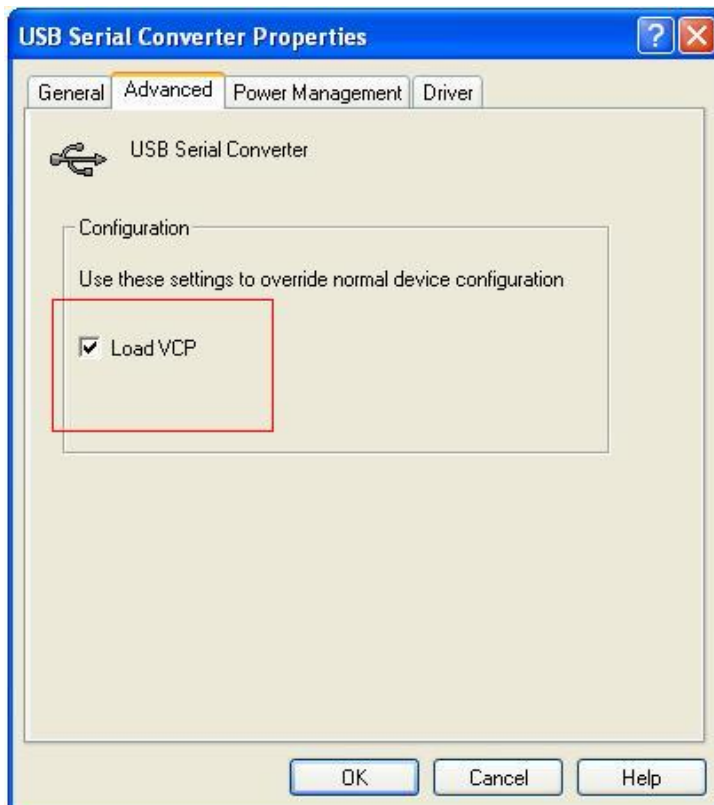 USB Serial Converter Properties
General Advanced Power Management Driver
USB Serial Converter
Configuration
Use these settings to override normal device configuration
Load VCP
OK Cancel Help